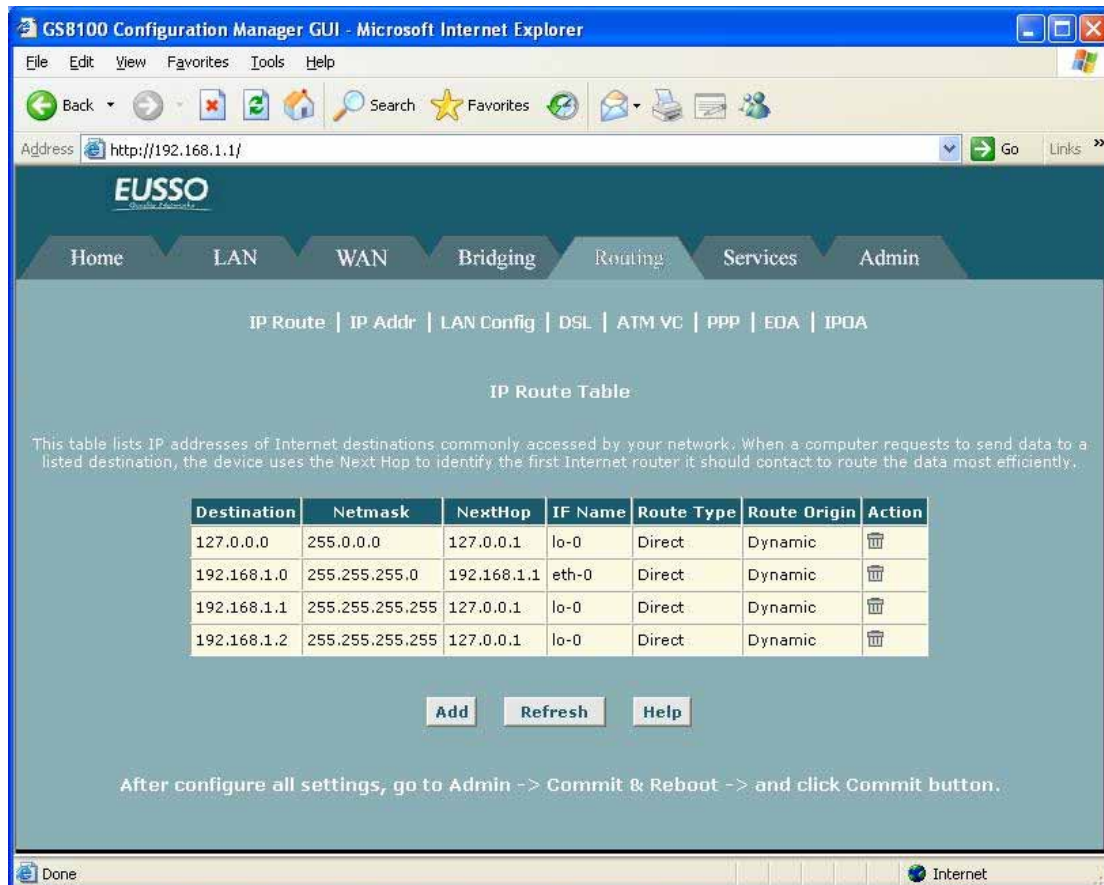 GS8100 Configuration Manager GUI - Microsoft Internet Explorer
File Edit View Favorites Tools Help
Back Search Favorites
Address http://192.168.1.1/ Go Links »
EUSSO
Quality Networks
Home LAN WAN Bridging Routing Services Admin
IP Route | IP Addr | LAN Config | DSL | ATM VC | PPP | EOA | IPOA
IP Route Table
This table lists IP addresses of Internet destinations commonly accessed by your network. When a computer requests to send data to a
listed destination, the device uses the Next Hop to identify the first Internet router it should contact to route the data most efficiently.
Destination Netmask NextHop IF Name Route Type Route Origin Action
127.0.0.0 255.0.0.0 127.0.0.1 lo-0 Direct Dynamic
192.168.1.0 255.255.255.0 192.168.1.1 eth-0 Direct Dynamic
192.168.1.1 255.255.255.255 127.0.0.1 lo-0 Direct Dynamic
192.168.1.2 255.255.255.255 127.0.0.1 lo-0 Direct Dynamic
Add Refresh Help
After configure all settings, go to Admin -> Commit & Reboot -> and click Commit button.
Done Internet